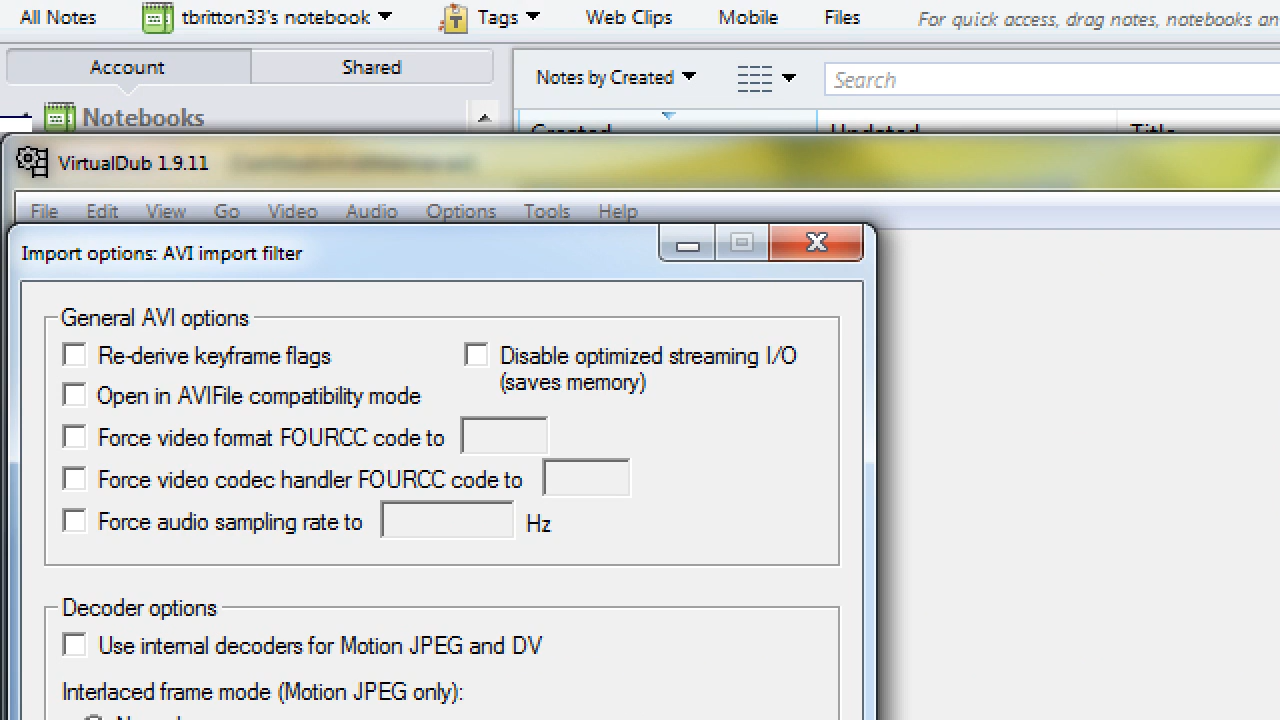 All Notes tbritton33's notebook Tags Web Clips Mobile Files For quick access, drag notes, notebooks an
Account Shared
Notes by Created Search
Notebooks
Created Updated Title
VirtualDub 1.9.11
File Edit View Go Video Audio Options Tools Help
Import options: AVI import filter
General AVI options
Re-derive keyframe flags
Disable optimized streaming I/O
(saves memory)
Open in AVIFile compatibility mode
Force video format FOURCC code to
Force video codec handler FOURCC code to
Force audio sampling rate to Hz
Decoder options
Use internal decoders for Motion JPEG and DV
Interlaced frame mode (Motion JPEG only):